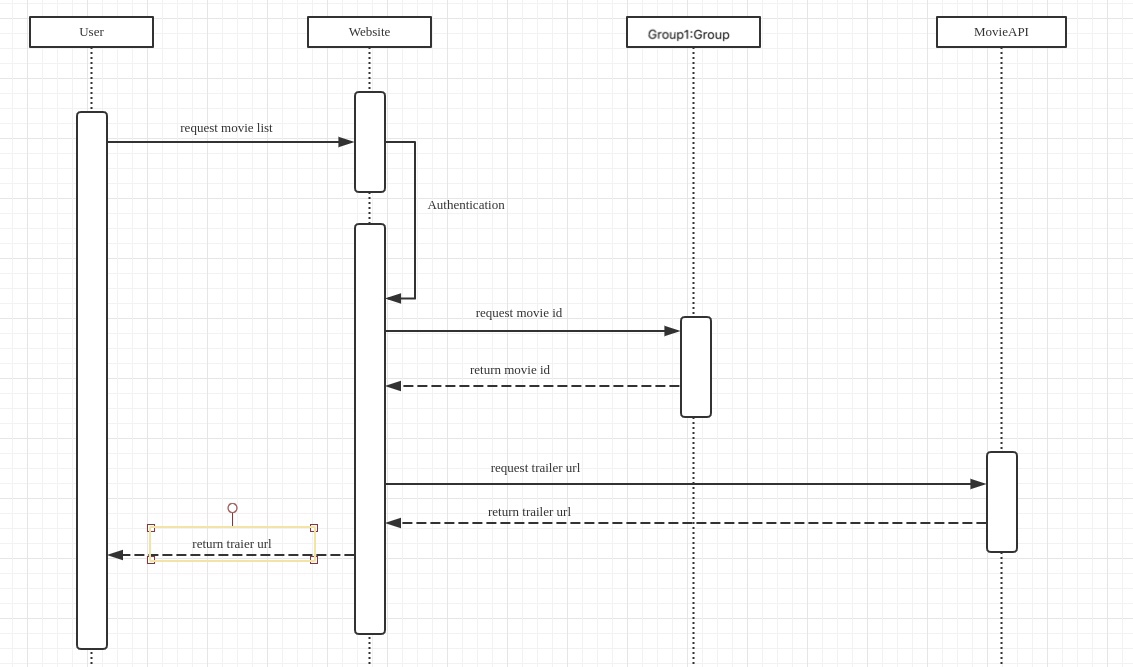 User
Website
Group1:Group
MovieAPI
request movie list
Authentication
request movie id
return movie id
request trailer url
return trailer url
return traier url